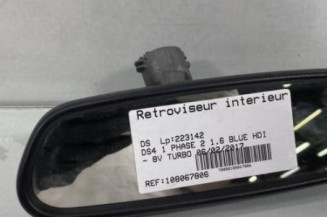 Retroviseur interieur
DS Lp:223142
DS4 1 PHASE 2 1.6 BLUE HDI
- 8V TURBO 06/02/2017
REF:108067806